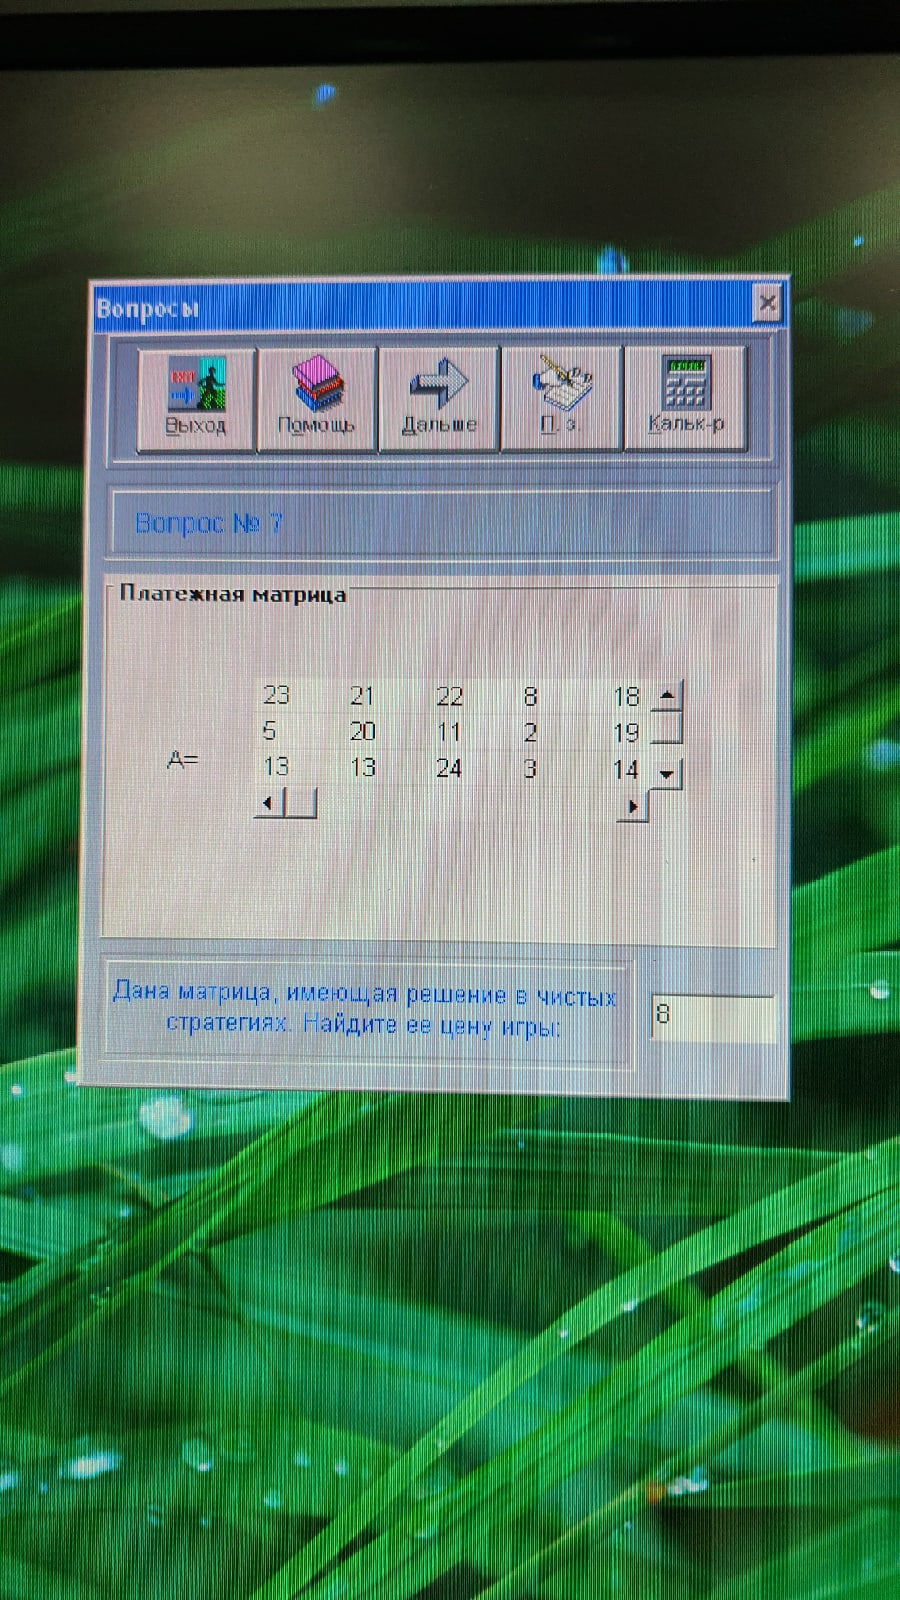 Вопросы
Выход Помощь Дальше П. з. Кальк-р
Вопрос № 7
Платежная матрица
23 21 22 8 18
5 20 11 2 19
A=
13 13 24 3 14
Дана матрица, имеющая решение в чистых
стратегиях. Найдите ее цену игры:
8